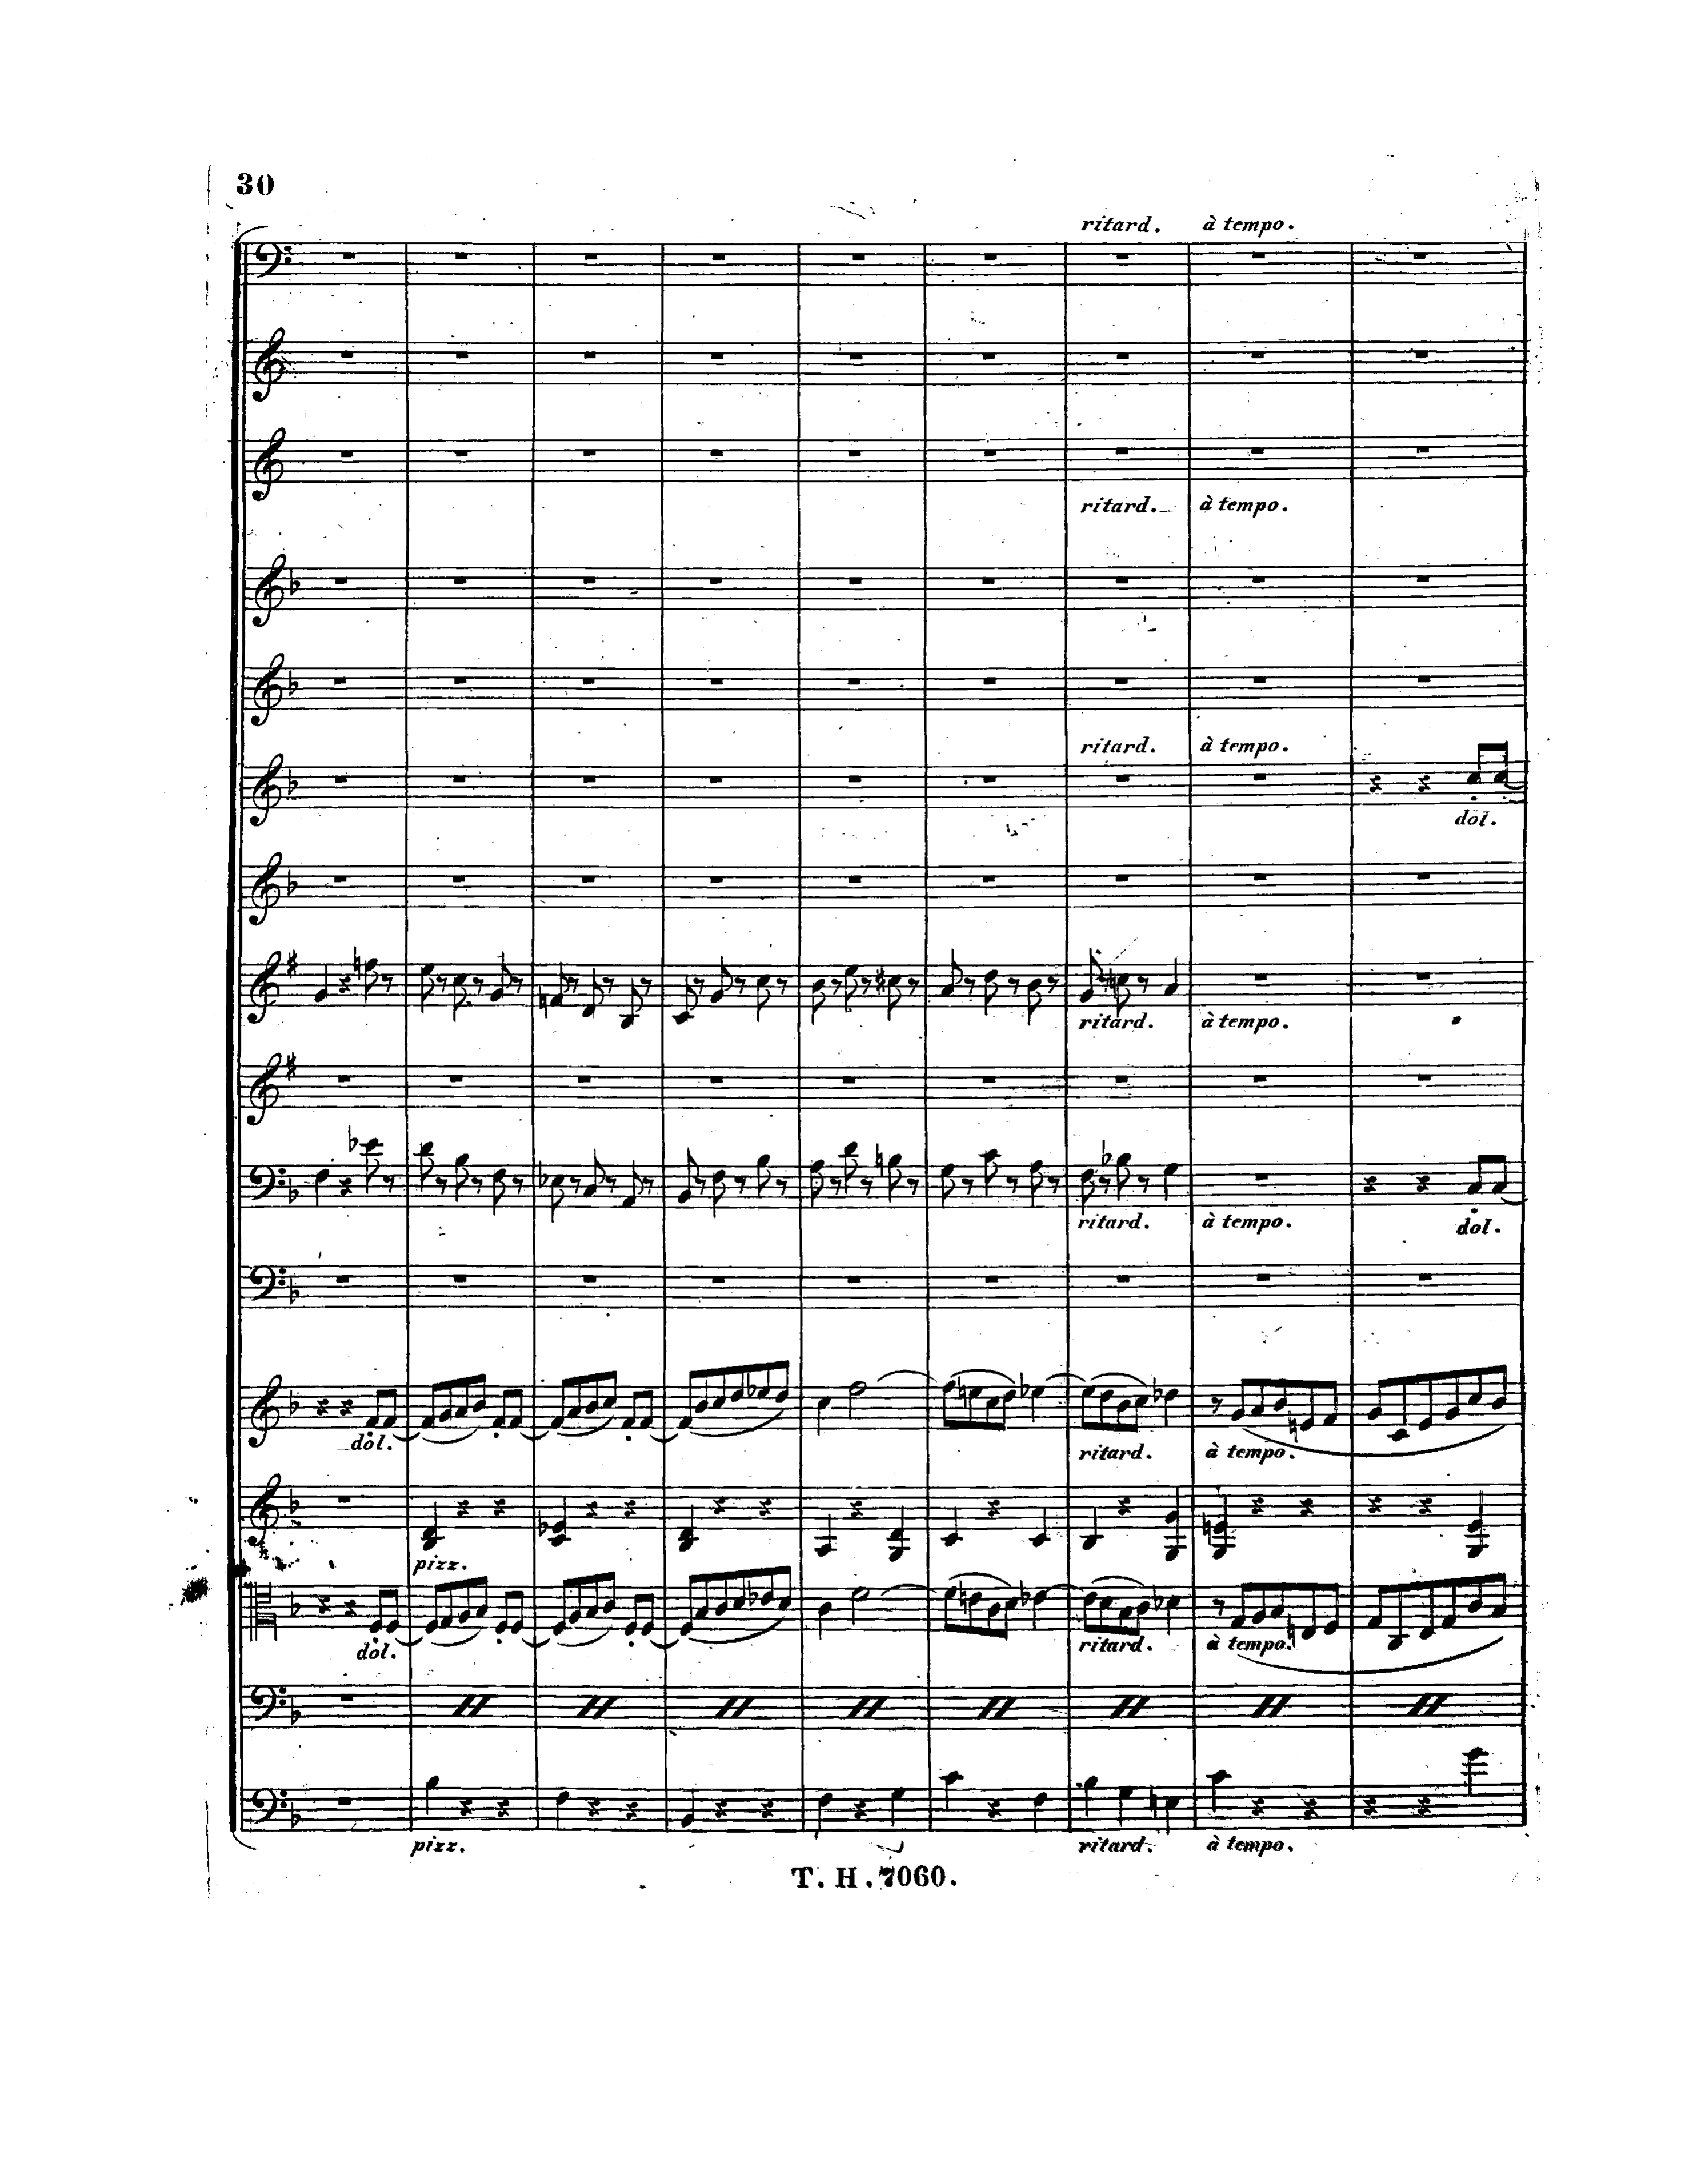 30
ritard. à tempo.
ritard. à tempo.
ritard. à tempo.
dol.
ritard. à tempo.
ritard. à tempo. dol.
dol. ritard. à tempo.
pizz.
dol. ritard. à tempo.
pizz. ritard. à tempo.
T. H. 7060.